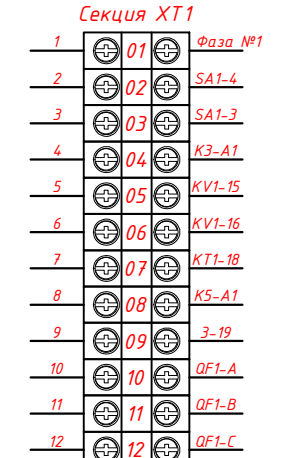 Секция XT1
1 01 Фаза №1
2 02 SA1-4
3 03 SA1-3
4 04 K3-A1
5 05 KV1-15
6 06 KV1-16
7 07 KT1-18
8 08 K5-A1
9 09 3-19
10 10 QF1-A
11 11 QF1-B
12 12 QF1-C